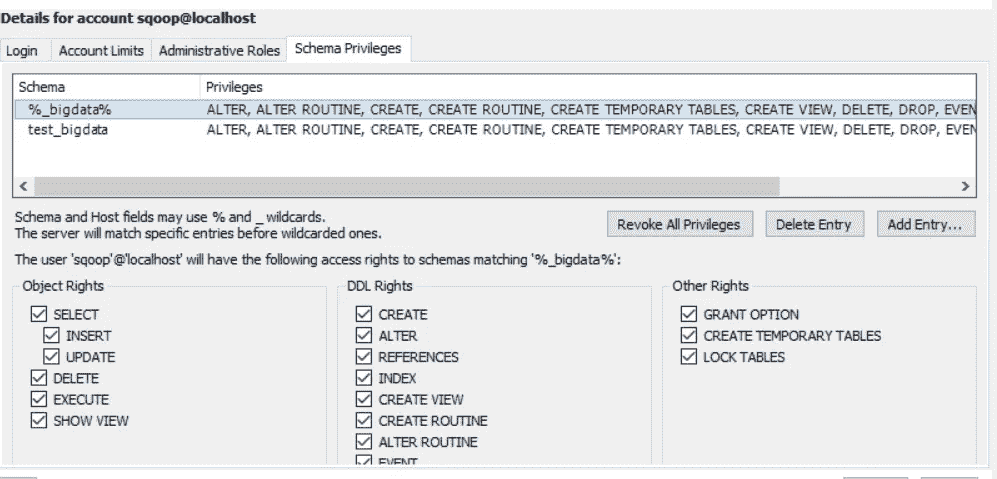 Details for account sqoop@localhost
Login Account Limits Administrative Roles Schema Privileges
Schema Privileges
%_bigdata% ALTER, ALTER ROUTINE, CREATE, CREATE ROUTINE, CREATE TEMPORARY TABLES, CREATE VIEW, DELETE, DROP, EVEN
test_bigdata ALTER, ALTER ROUTINE, CREATE, CREATE ROUTINE, CREATE TEMPORARY TABLES, CREATE VIEW, DELETE, DROP, EVEN
Schema and Host fields may use % and _ wildcards.
The server will match specific entries before wildcarded ones.
Revoke All Privileges Delete Entry Add Entry...
The user 'sqoop'@'localhost' will have the following access rights to schemas matching '%_bigdata%':
Object Rights
SELECT
INSERT
UPDATE
DELETE
EXECUTE
SHOW VIEW
DDL Rights
CREATE
ALTER
REFERENCES
INDEX
CREATE VIEW
CREATE ROUTINE
ALTER ROUTINE
EVENT
Other Rights
GRANT OPTION
CREATE TEMPORARY TABLES
LOCK TABLES